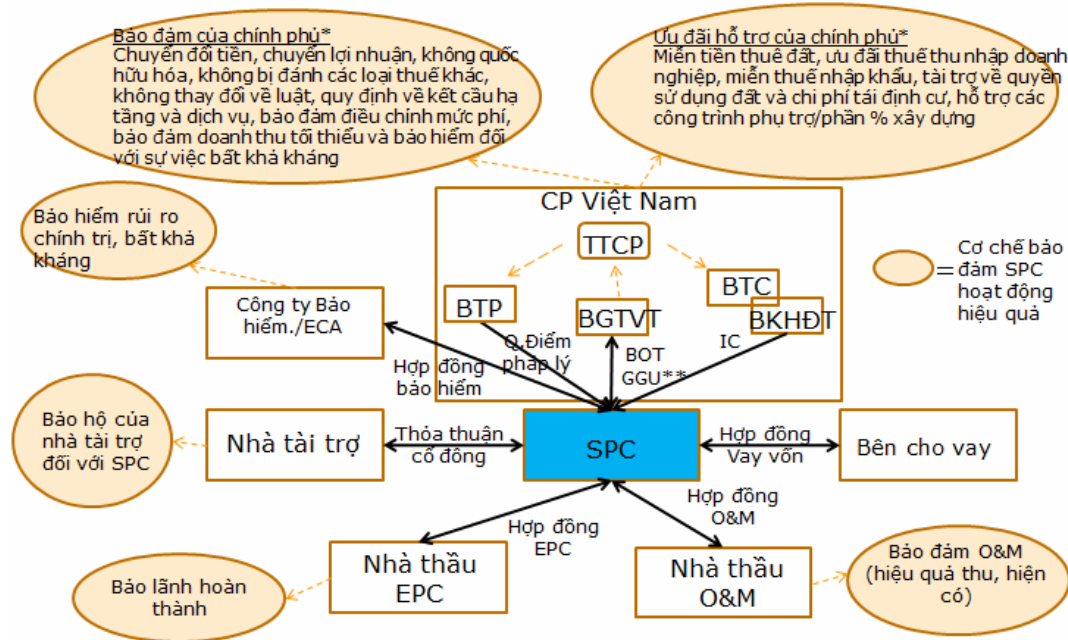 Bảo đảm của chính phủ*
Chuyển đổi tiền, chuyển lợi nhuận, không quốc
hữu hóa, không bị đánh các loại thuế khác,
không thay đổi về luật, quy định về kết cầu hạ
tầng và dịch vụ, bảo đảm điều chỉnh mức phí,
bảo đảm doanh thu tối thiểu và bảo hiểm đối
với sự việc bất khả kháng
Ưu đãi hỗ trơ của chính phủ*
Miễn tiền thuê đất, ưu đãi thuế thu nhập doanh
nghiệp, miễn thuế nhập khẩu, tài trợ về quyền
sử dụng đất và chi phí tái định cư, hỗ trợ các
công trình phụ trợ/phần % xây dựng
CP Việt Nam
TTCP
BTP
BGTVT
BTC
BKHĐT
Bảo hiểm rủi ro
chính trị, bất khả
kháng
Công ty Bảo
hiểm./ECA
Cơ chế bảo
= đảm SPC
hoạt động
hiệu quả
Q.Điểm
pháp lý
BOT
GGU**
IC
Hợp đồng
bảo hiểm
Bảo hộ của
nhà tài trợ
đối với SPC
Nhà tài trợ
Thỏa thuận
cổ đông
SPC
Hợp đồng
Vay vốn
Bên cho vay
Hợp đồng
EPC
Hợp đồng
O&M
Bảo lãnh hoàn
thành
Nhà thầu
EPC
Nhà thầu
O&M
Bảo đảm O&M
(hiệu quả thu, hiện
có)